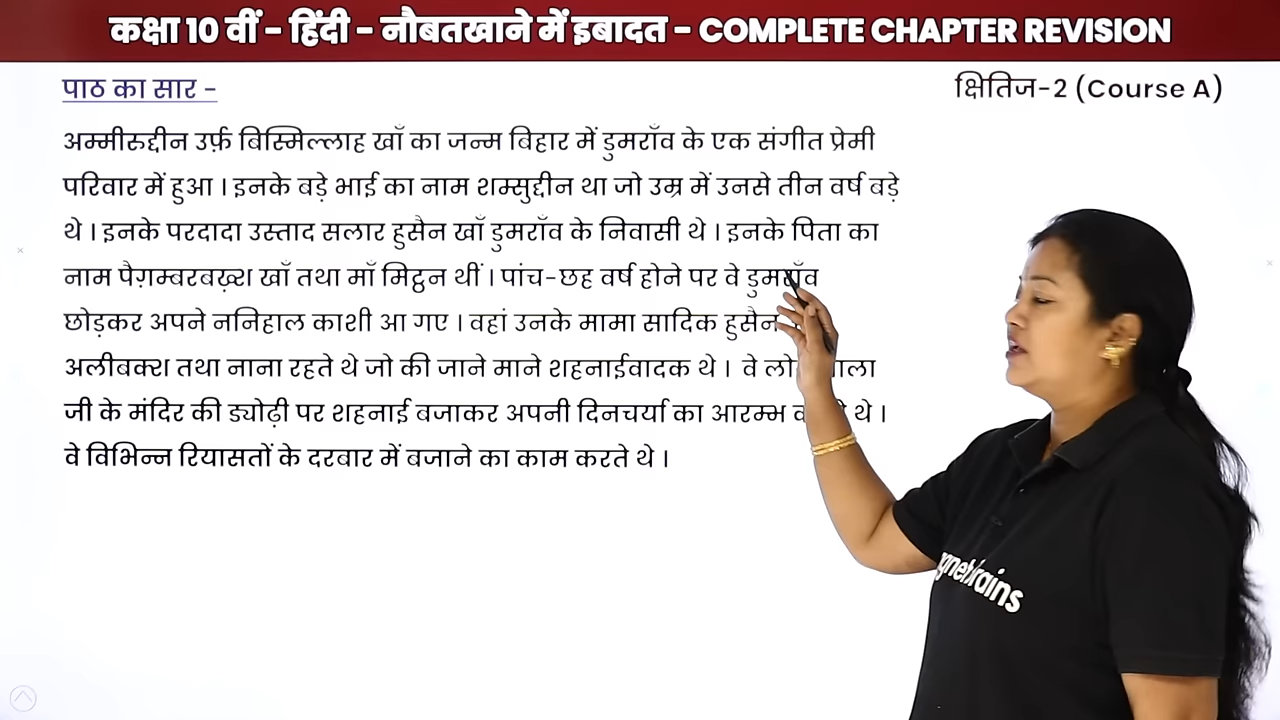 कक्षा 10 वीं - हिंदी - नौबतखाने में इबादत - COMPLETE CHAPTER REVISION
पाठ का सार -
क्षितिज-2 (Course A)
अम्मीरुद्दीन उर्फ़ बिस्मिल्लाह खाँ का जन्म बिहार में डुमराँव के एक संगीत प्रेमी
परिवार में हुआ । इनके बड़े भाई का नाम शम्सुद्दीन था जो उम्र में उनसे तीन वर्ष बड़े
थे । इनके परदादा उस्ताद सलार हुसैन खाँ डुमराँव के निवासी थे । इनके पिता का
नाम पैग़म्बरबख़्श खाँ तथा माँ मिट्ठन थीं । पांच-छह वर्ष होने पर वे डुमराँव
छोड़कर अपने ननिहाल काशी आ गए । वहां उनके मामा सादिक हुसैन
अलीबक्श तथा नाना रहते थे जो की जाने माने शहनाईवादक थे । वे
जी के मंदिर की ड्योढ़ी पर शहनाई बजाकर अपनी दिनचर्या का आरम्भ थे ।
वे विभिन्न रियासतों के दरबार में बजाने का काम करते थे ।